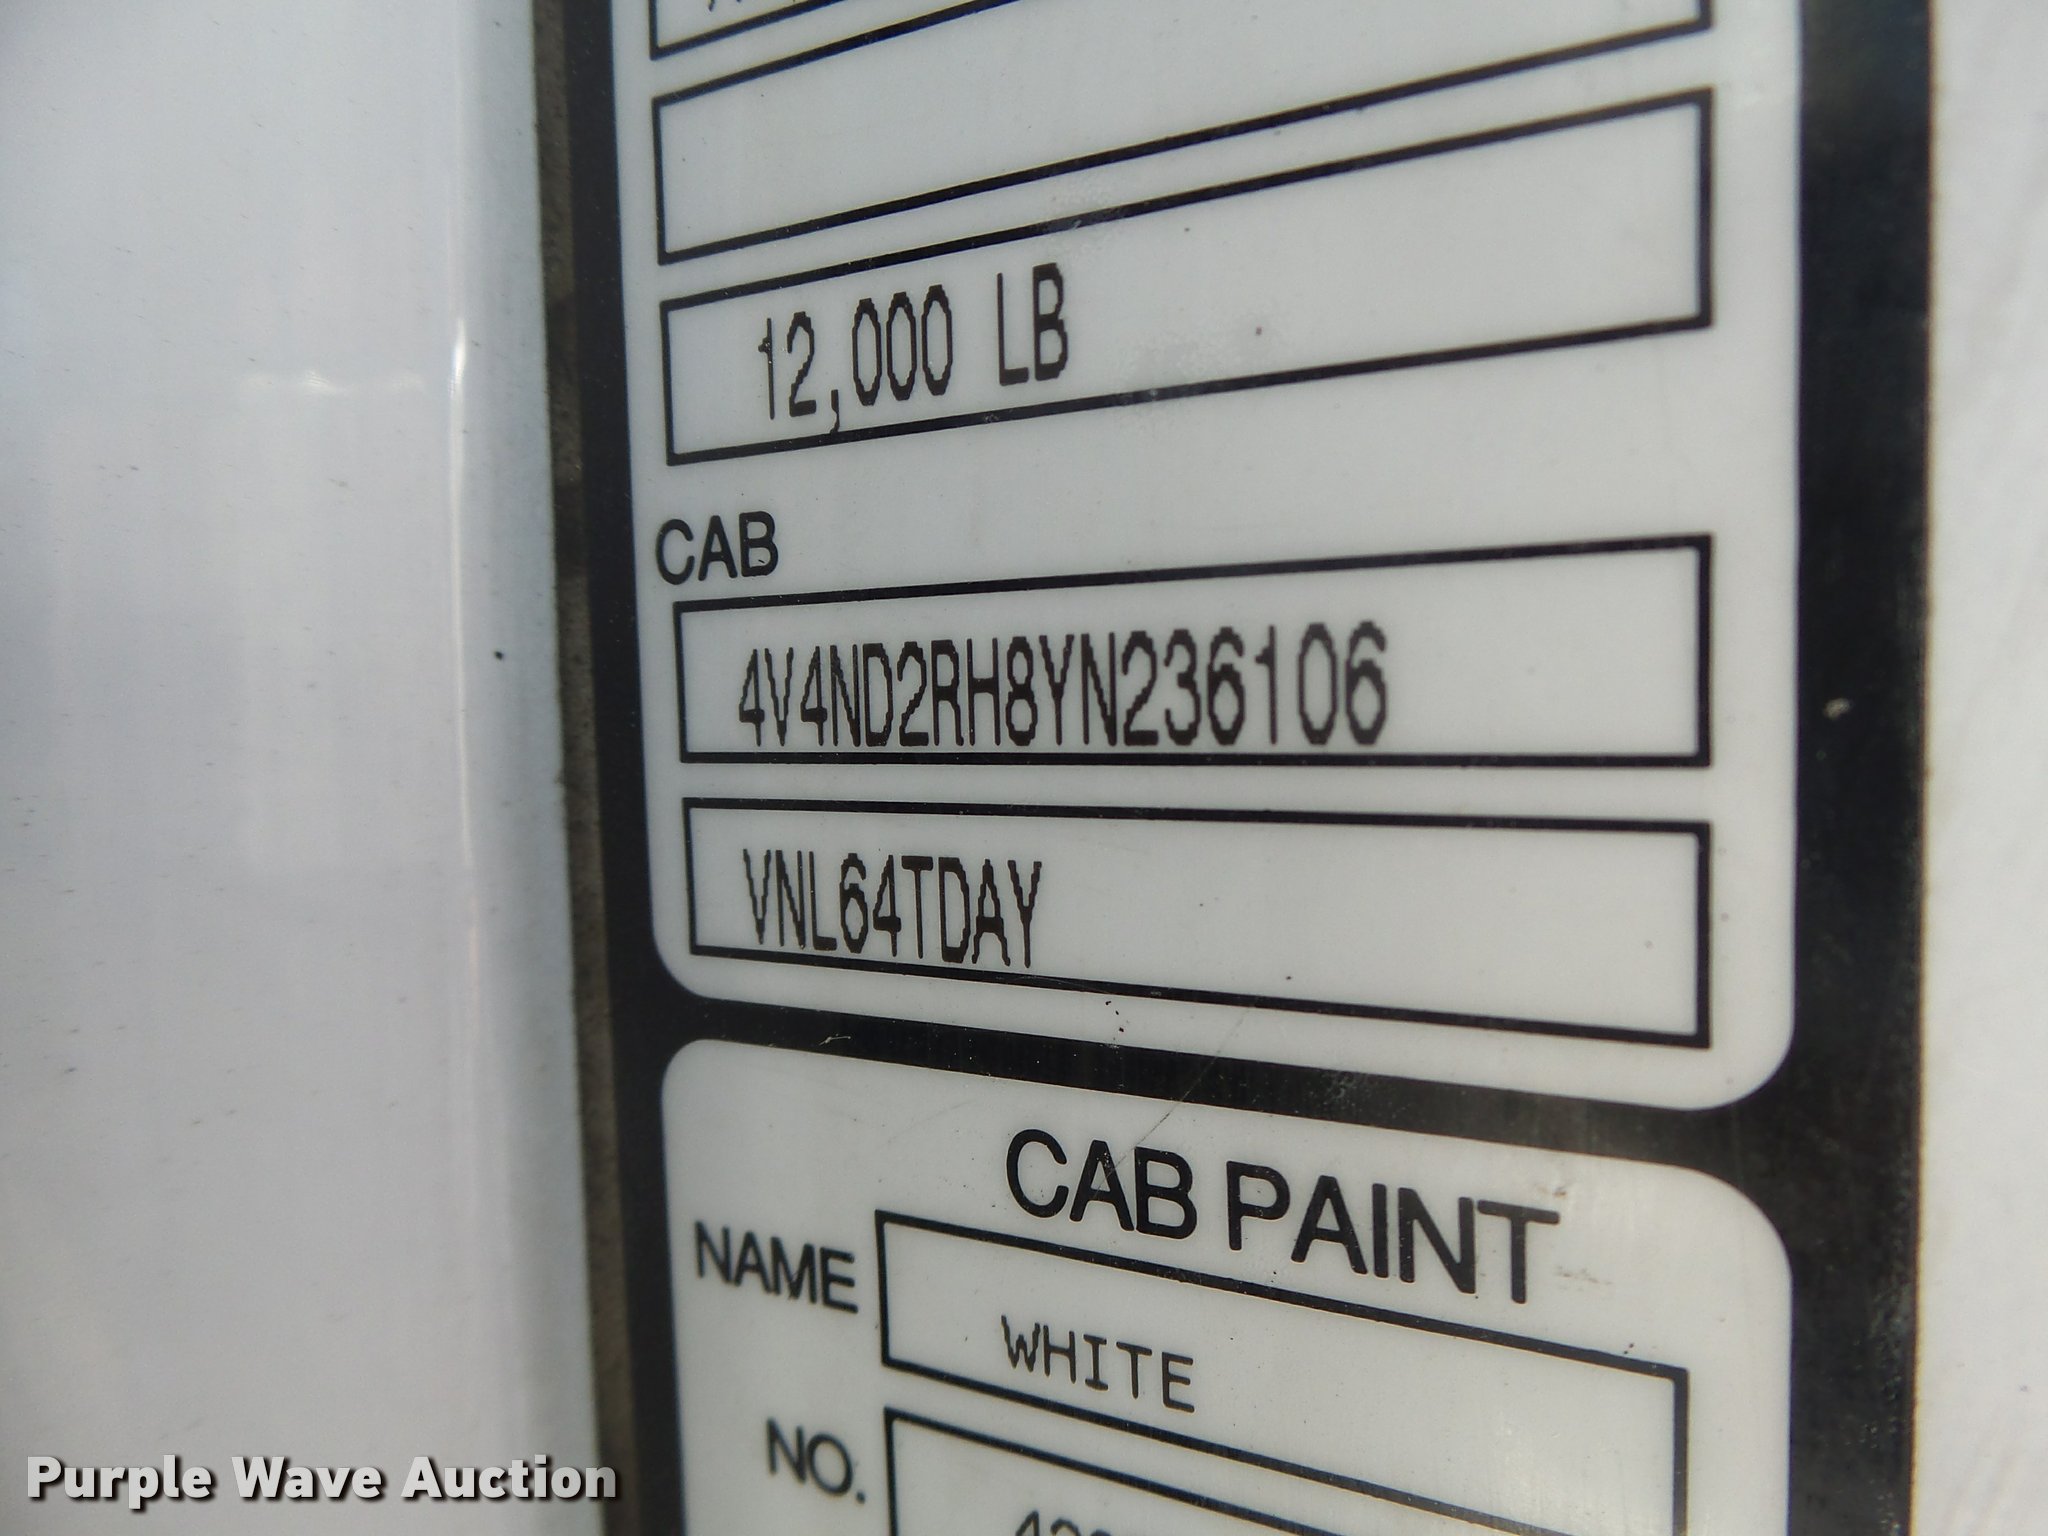 12,000 LB
CAB
4V4ND2RH8YN236106
VNL64TDAY
CAB PAINT
NAME
WHITE
NO.
Purple Wave Auction